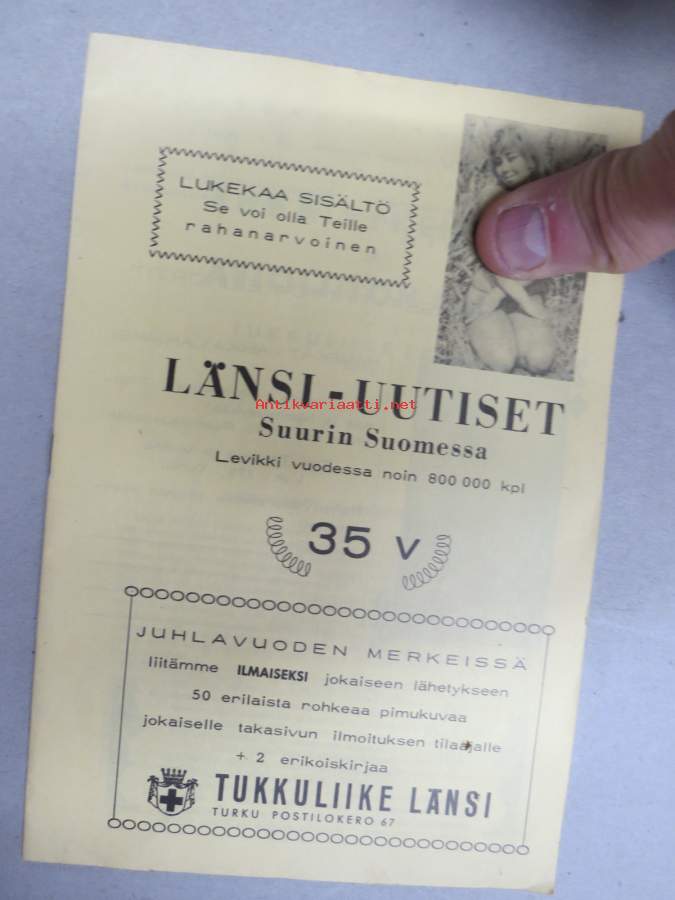 LUKEKAA SISÄLTÖ
Se voi olla Teille
rahanarvoinen
LÄNSI-UUTISET
Antikvariaatti.net
Suurin Suomessa
Levikki vuodessa noin 800 000 kpl
35 v
JUHLAVUODEN MERKEISSÄ
liitämme ILMAISEKSI jokaiseen lähetykseen
50 erilaista rohkeaa pimukuvaa
jokaiselle takasivun ilmoituksen tilaajalle
+ 2 erikoiskirjaa
TUKKULIIKE LÄNSI
TURKU POSTILOKERO 67